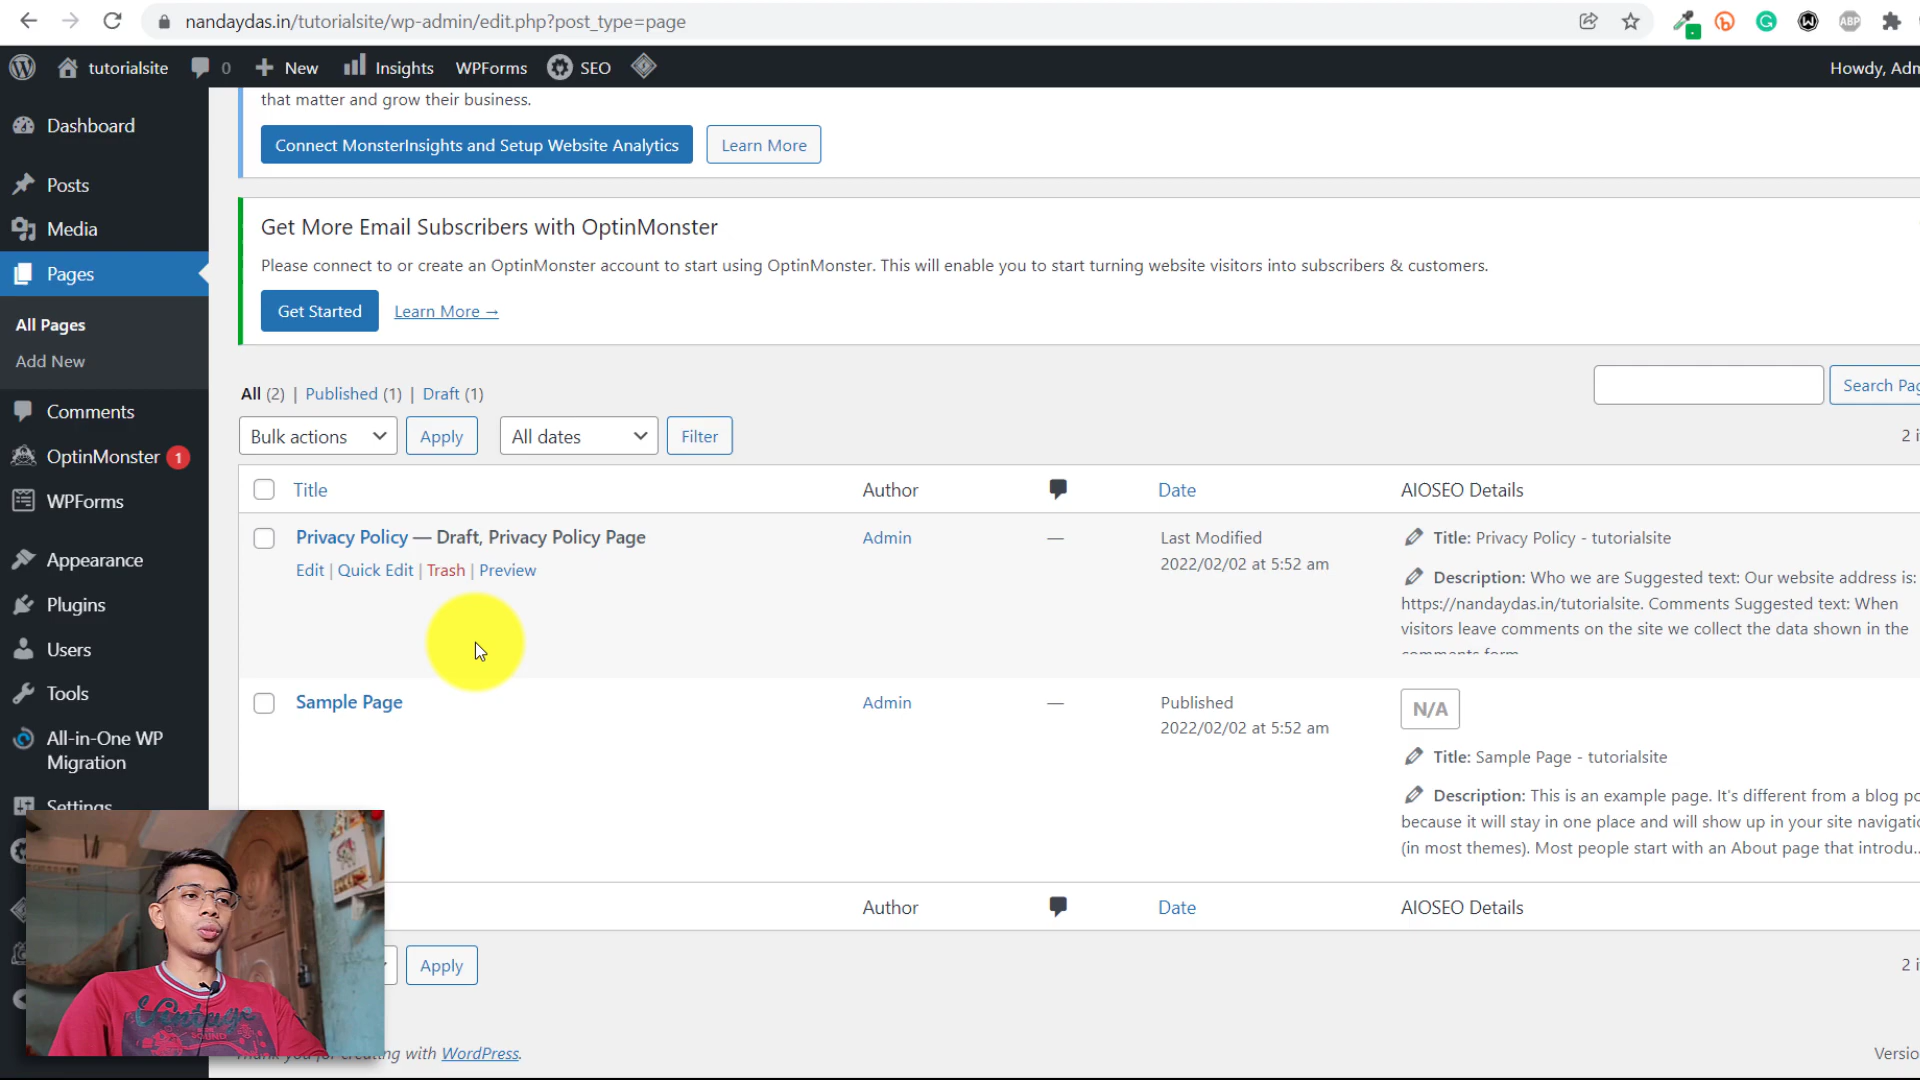 nandaydas.in/tutorialsite/wp-admin/edit.php?post_type=page
tutorialsite 0 New Insights WPForms SEO Howdy, Adm
that matter and grow their business.
Connect MonsterInsights and Setup Website Analytics Learn More
Get More Email Subscribers with OptinMonster
Please connect to or create an OptinMonster account to start using OptinMonster. This will enable you to start turning website visitors into subscribers & customers.
Get Started Learn More →
Dashboard
Posts
Media
Pages
All Pages
Add New
Comments
OptinMonster 1
WPForms
Appearance
Plugins
Users
Tools
All-in-One WP
Migration
Settings
All (2) | Published (1) | Draft (1)
Search Pag
Bulk actions Apply All dates Filter
2 i
Title Author Date AIOSEO Details
Privacy Policy — Draft, Privacy Policy Page
Edit | Quick Edit | Trash | Preview
Admin
—
Last Modified
2022/02/02 at 5:52 am
Title: Privacy Policy - tutorialsite
Description: Who we are Suggested text: Our website address is:
https://nandaydas.in/tutorialsite. Comments Suggested text: When
visitors leave comments on the site we collect the data shown in the
comments form
Sample Page
Admin
—
Published
2022/02/02 at 5:52 am
N/A
Title: Sample Page - tutorialsite
Description: This is an example page. It's different from a blog po
because it will stay in one place and will show up in your site navigati
(in most themes). Most people start with an About page that introdu...
Author Date AIOSEO Details
Apply
2 i
Thank you for creating with WordPress.
Versio